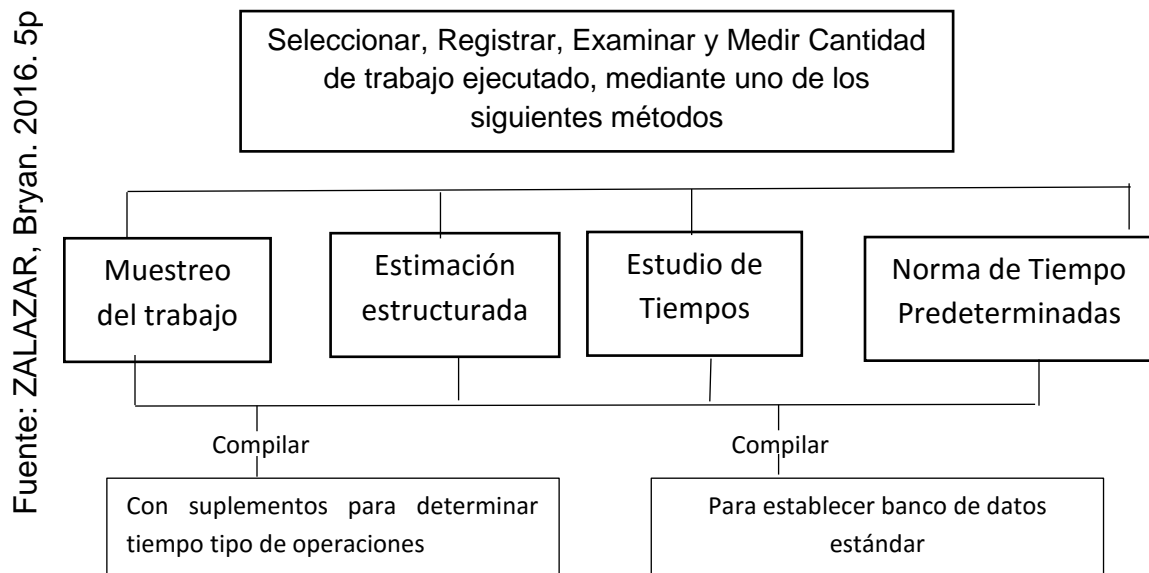 Fuente: ZALAZAR, Bryan. 2016. 5p
Seleccionar, Registrar, Examinar y Medir Cantidad
de trabajo ejecutado, mediante uno de los
siguientes métodos
Muestreo
del trabajo
Estimación
estructurada
Estudio de
Tiempos
Norma de Tiempo
Predeterminadas
Compilar
Compilar
Con suplementos para determinar
tiempo tipo de operaciones
Para establecer banco de datos
estándar